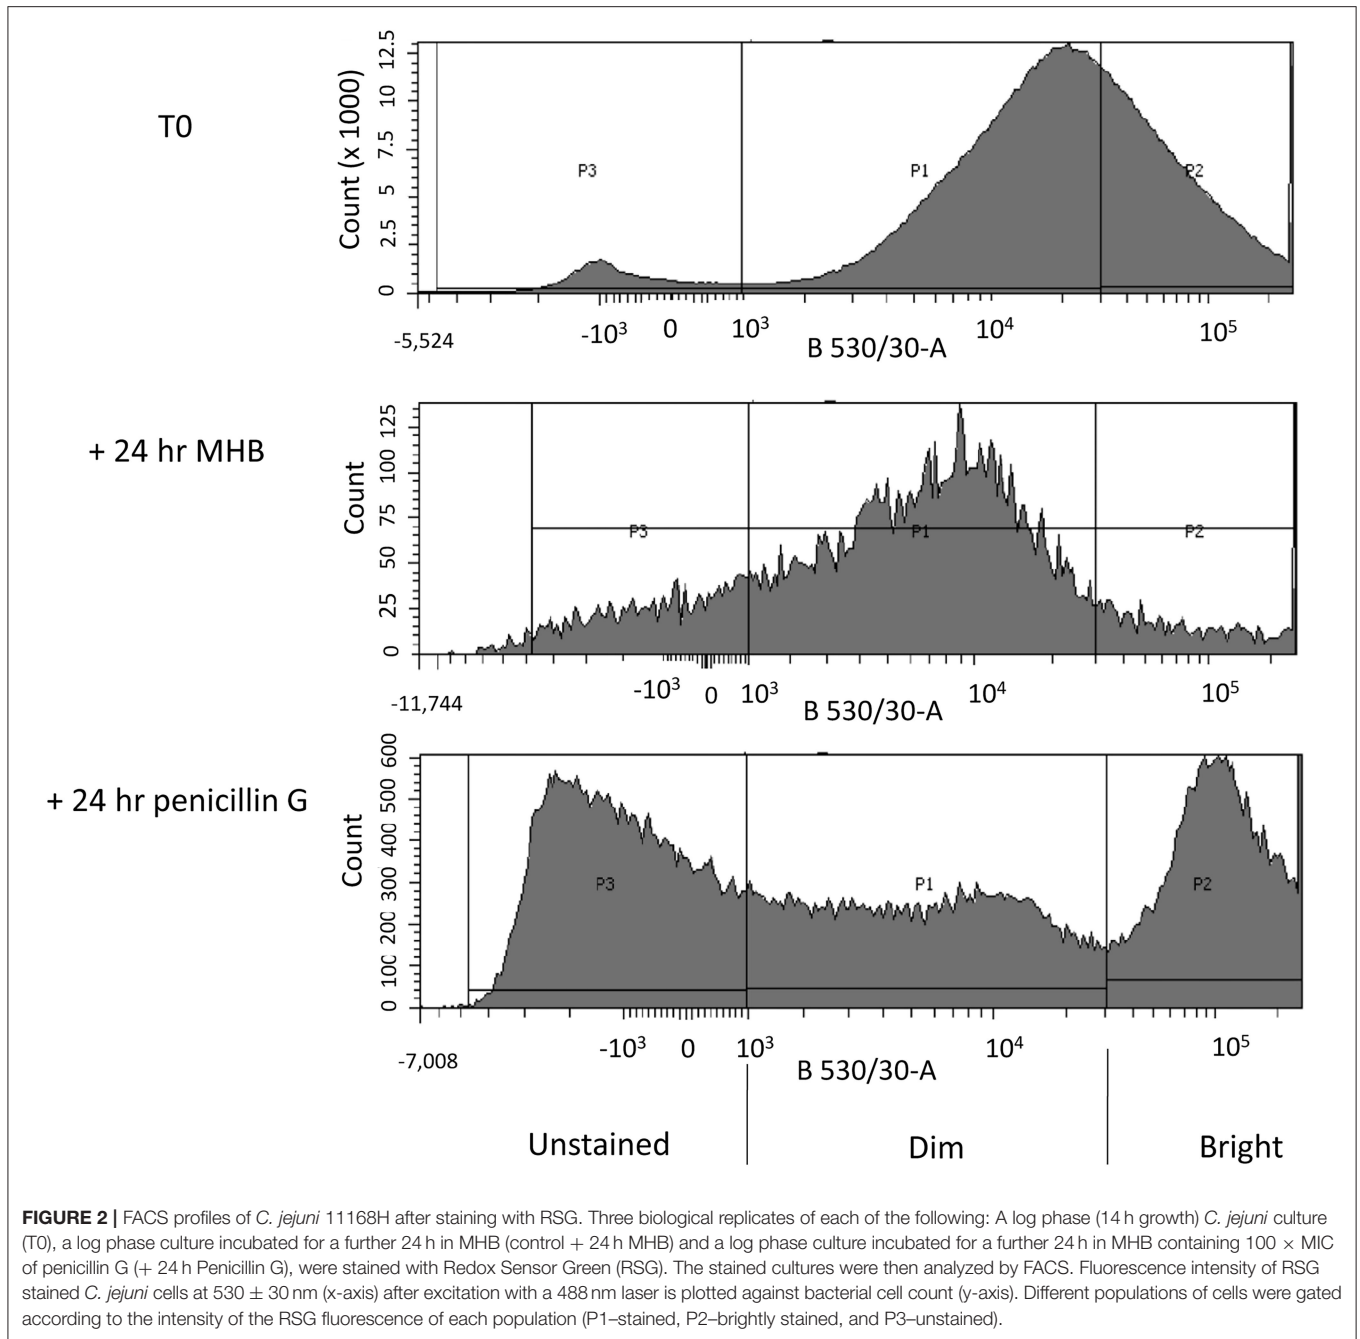 T0
Count (x 1000)
12.5
10
7.5
5
2.5
0
P3
P1
P2
-5,524
-10³ 0 10³ 10⁴ 10⁵
B 530/30-A
+ 24 hr MHB
Count
125
100
75
50
25
0
P3
P1
P2
-11,744
-10³ 0 10³ 10⁴ 10⁵
B 530/30-A
+ 24 hr penicillin G
Count
600
500
400
300
200
100
0
P3
P1
P2
-7,008
-10³ 0 10³ 10⁴ 10⁵
B 530/30-A
Unstained Dim Bright
FIGURE 2 | FACS profiles of C. jejuni 11168H after staining with RSG. Three biological replicates of each of the following: A log phase (14 h growth) C. jejuni culture
(T0), a log phase culture incubated for a further 24 h in MHB (control + 24 h MHB) and a log phase culture incubated for a further 24 h in MHB containing 100 × MIC
of penicillin G (+ 24 h Penicillin G), were stained with Redox Sensor Green (RSG). The stained cultures were then analyzed by FACS. Fluorescence intensity of RSG
stained C. jejuni cells at 530 ± 30 nm (x-axis) after excitation with a 488 nm laser is plotted against bacterial cell count (y-axis). Different populations of cells were gated
according to the intensity of the RSG fluorescence of each population (P1–stained, P2–brightly stained, and P3–unstained).